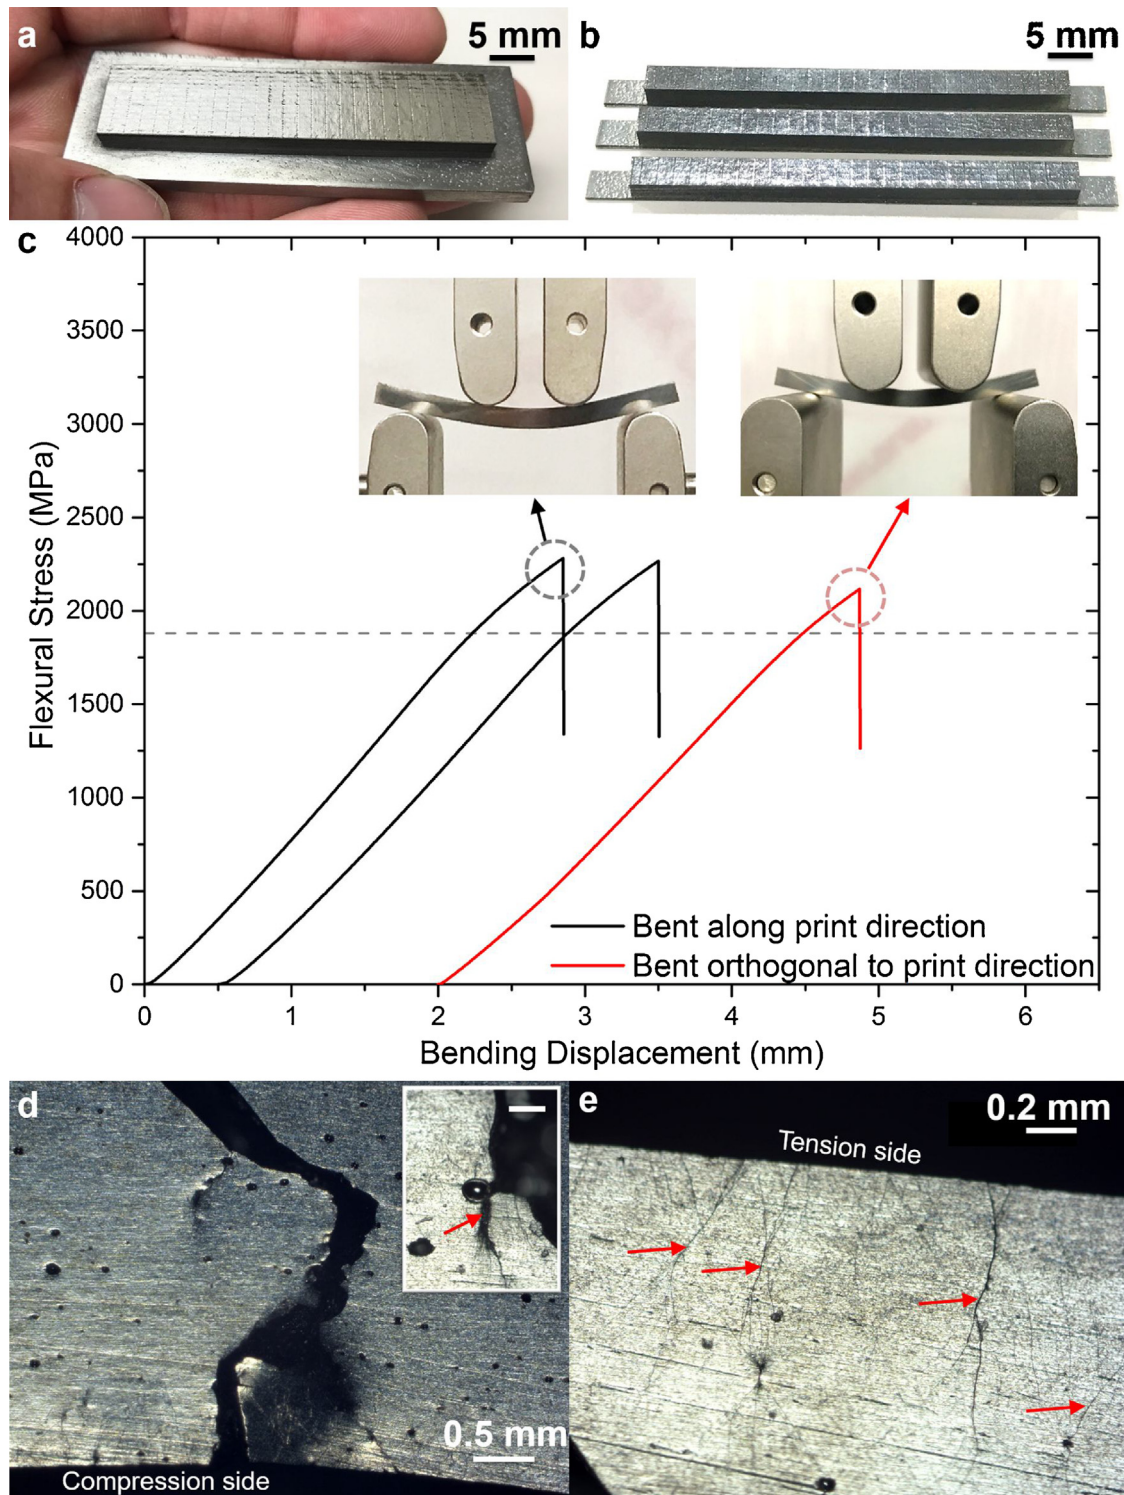 a
5 mm
b
5 mm
c
4000
3500
3000
2500
2000
1500
1000
500
0
Flexural Stress (MPa)
Bent along print direction
Bent orthogonal to print direction
0
1
2
3
4
5
6
Bending Displacement (mm)
d
0.5 mm
Compression side
e
0.2 mm
Tension side